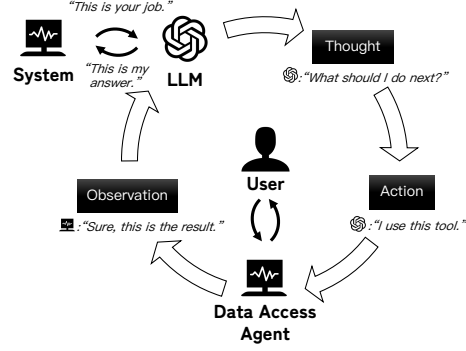 “This is your job.”
System
“This is my
answer.”
LLM
Thought
:“What should I do next?”
User
Observation
:“Sure, this is the result.”
Action
:“I use this tool.”
Data Access
Agent